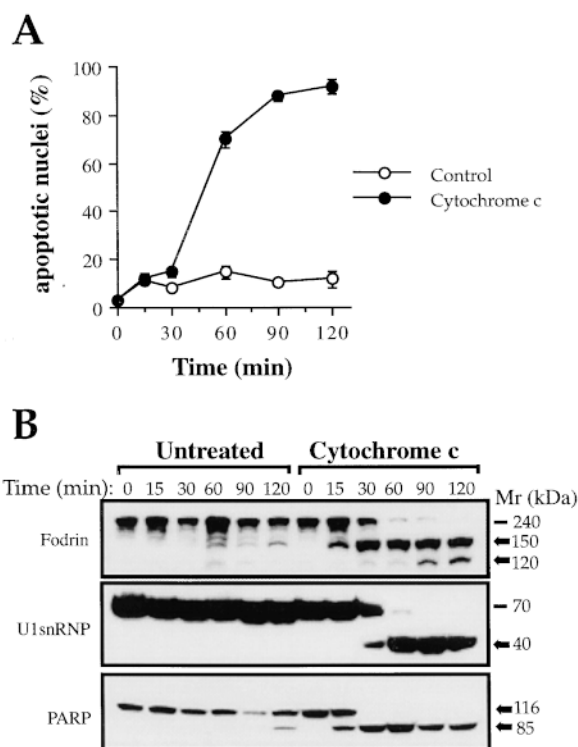 A
apoptotic nuclei (%)
100
80
60
40
20
0
0 30 60 90 120
Time (min)
Control
Cytochrome c
B
Untreated Cytochrome c
Time (min): 0 15 30 60 90 120 0 15 30 60 90 120 Mr (kDa)
Fodrin
240
150
120
U1snRNP
70
40
PARP
116
85